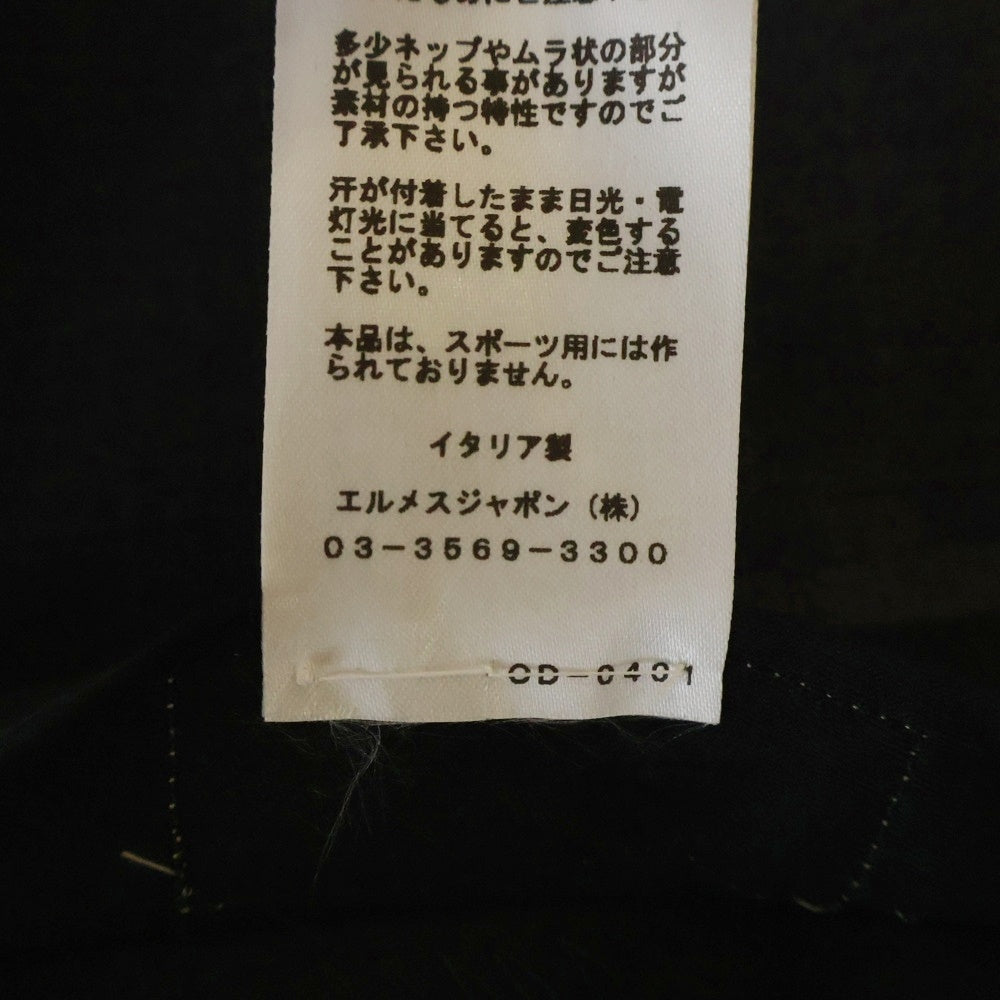 多少ネップやムラ状の部分
が見られる事がありますが
素材の持つ特性ですのでご
了承下さい。
汗が付着したまま日光・電
灯光に当てると、変色する
ことがありますのでご注意
下さい。
本品は、スポーツ用には作
られておりません。
イタリア製
エルメスジャポン（株）
03-3569-3300
OD-0401